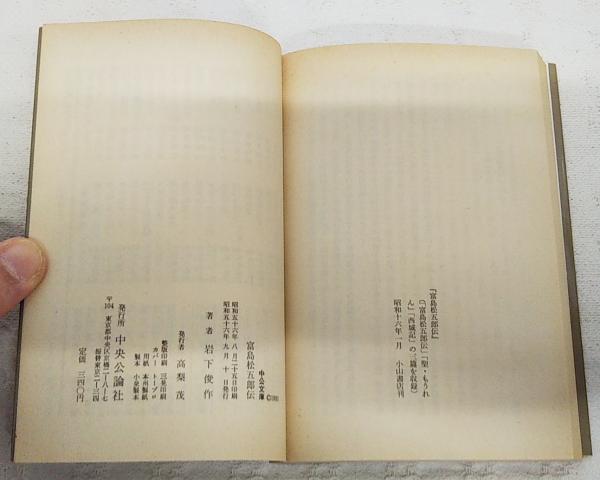 『富島松五郎伝』
(「富島松五郎伝」「聖・もうれ
ん」「西域記」の三篇を収録)
昭和十六年一月　小山書店刊
中公文庫
©1981
富島松五郎伝
昭和五十六年八月二十五日印刷
昭和五十六年九月十日発行
著者　岩下俊作
発行者　高梨茂
整版印刷　三晃印刷
カバー　トープロ
用紙　本州製紙
製本　小泉製本
発行所　中央公論社
〒104　東京都中央区京橋二-八-七
振替東京二-三四
定価　三四〇円